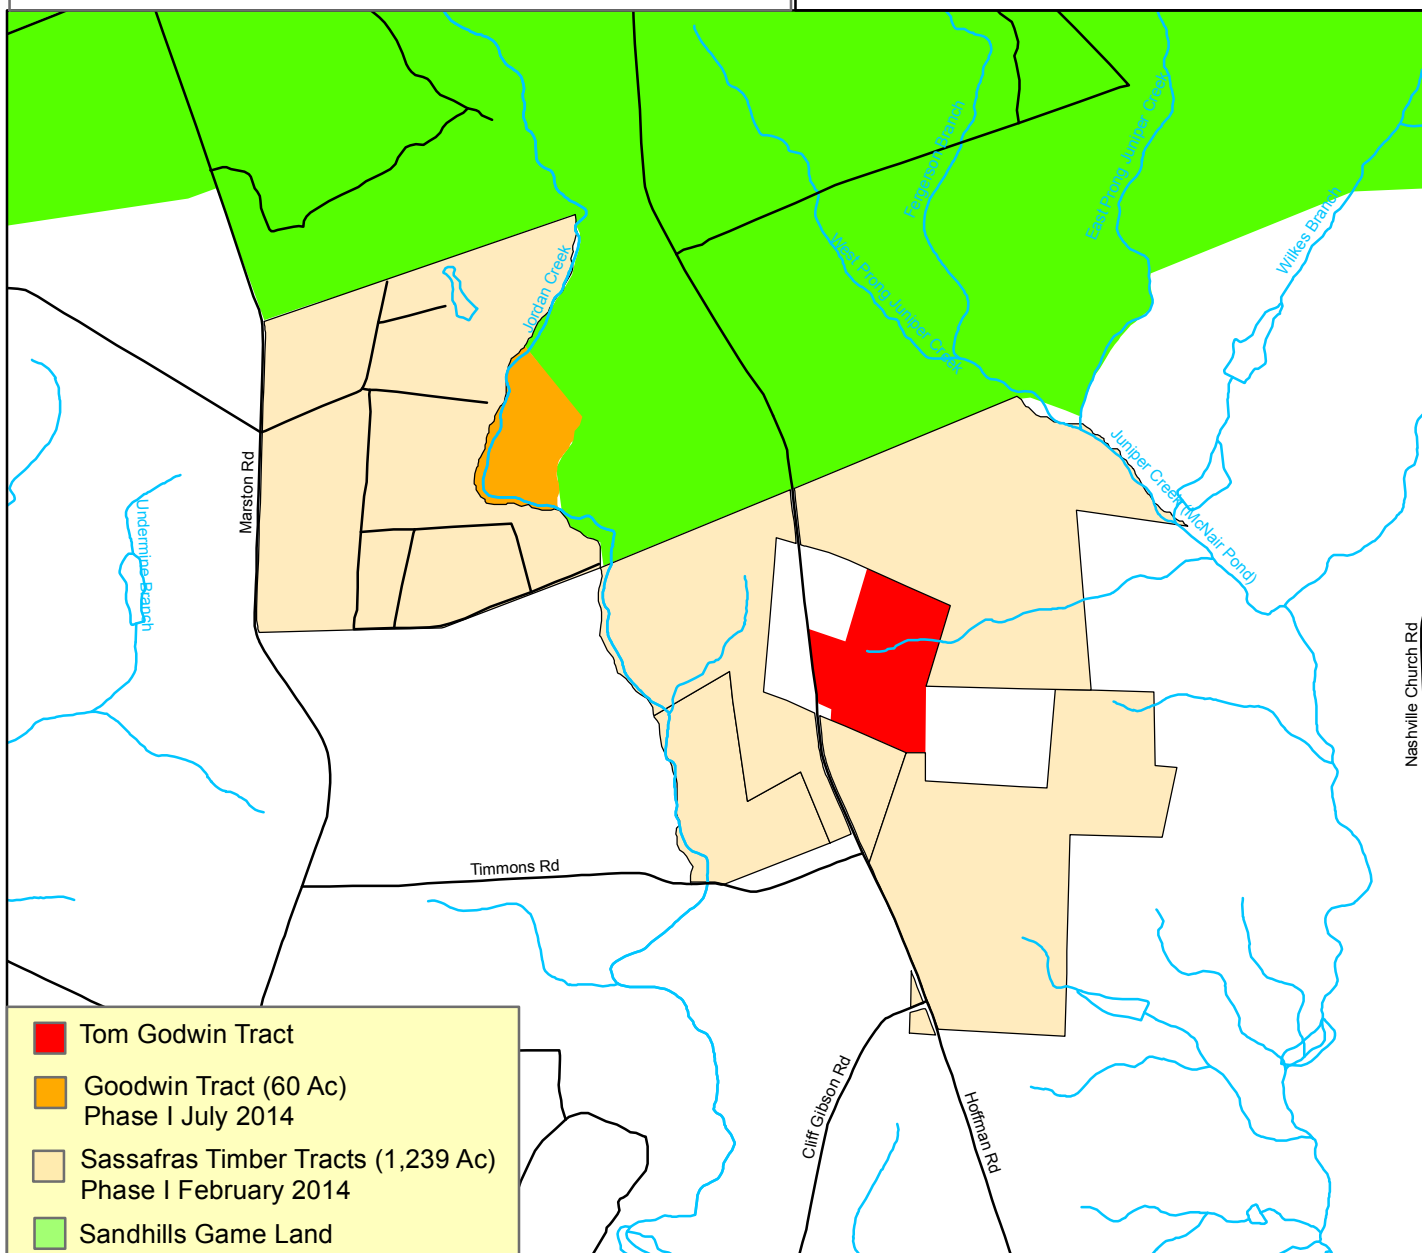 Fergerson Branch
East Prong Juniper Creek
Wilkes Branch
West Prong Juniper Creek
Jordan Creek
Juniper Creek (McNair Pond)
Marston Rd
Undermine Branch
Nashville Church Rd
Timmons Rd
Cliff Gibson Rd
Hoffman Rd
Tom Godwin Tract
Goodwin Tract (60 Ac)
Phase I July 2014
Sassafras Timber Tracts (1,239 Ac)
Phase I February 2014
Sandhills Game Land